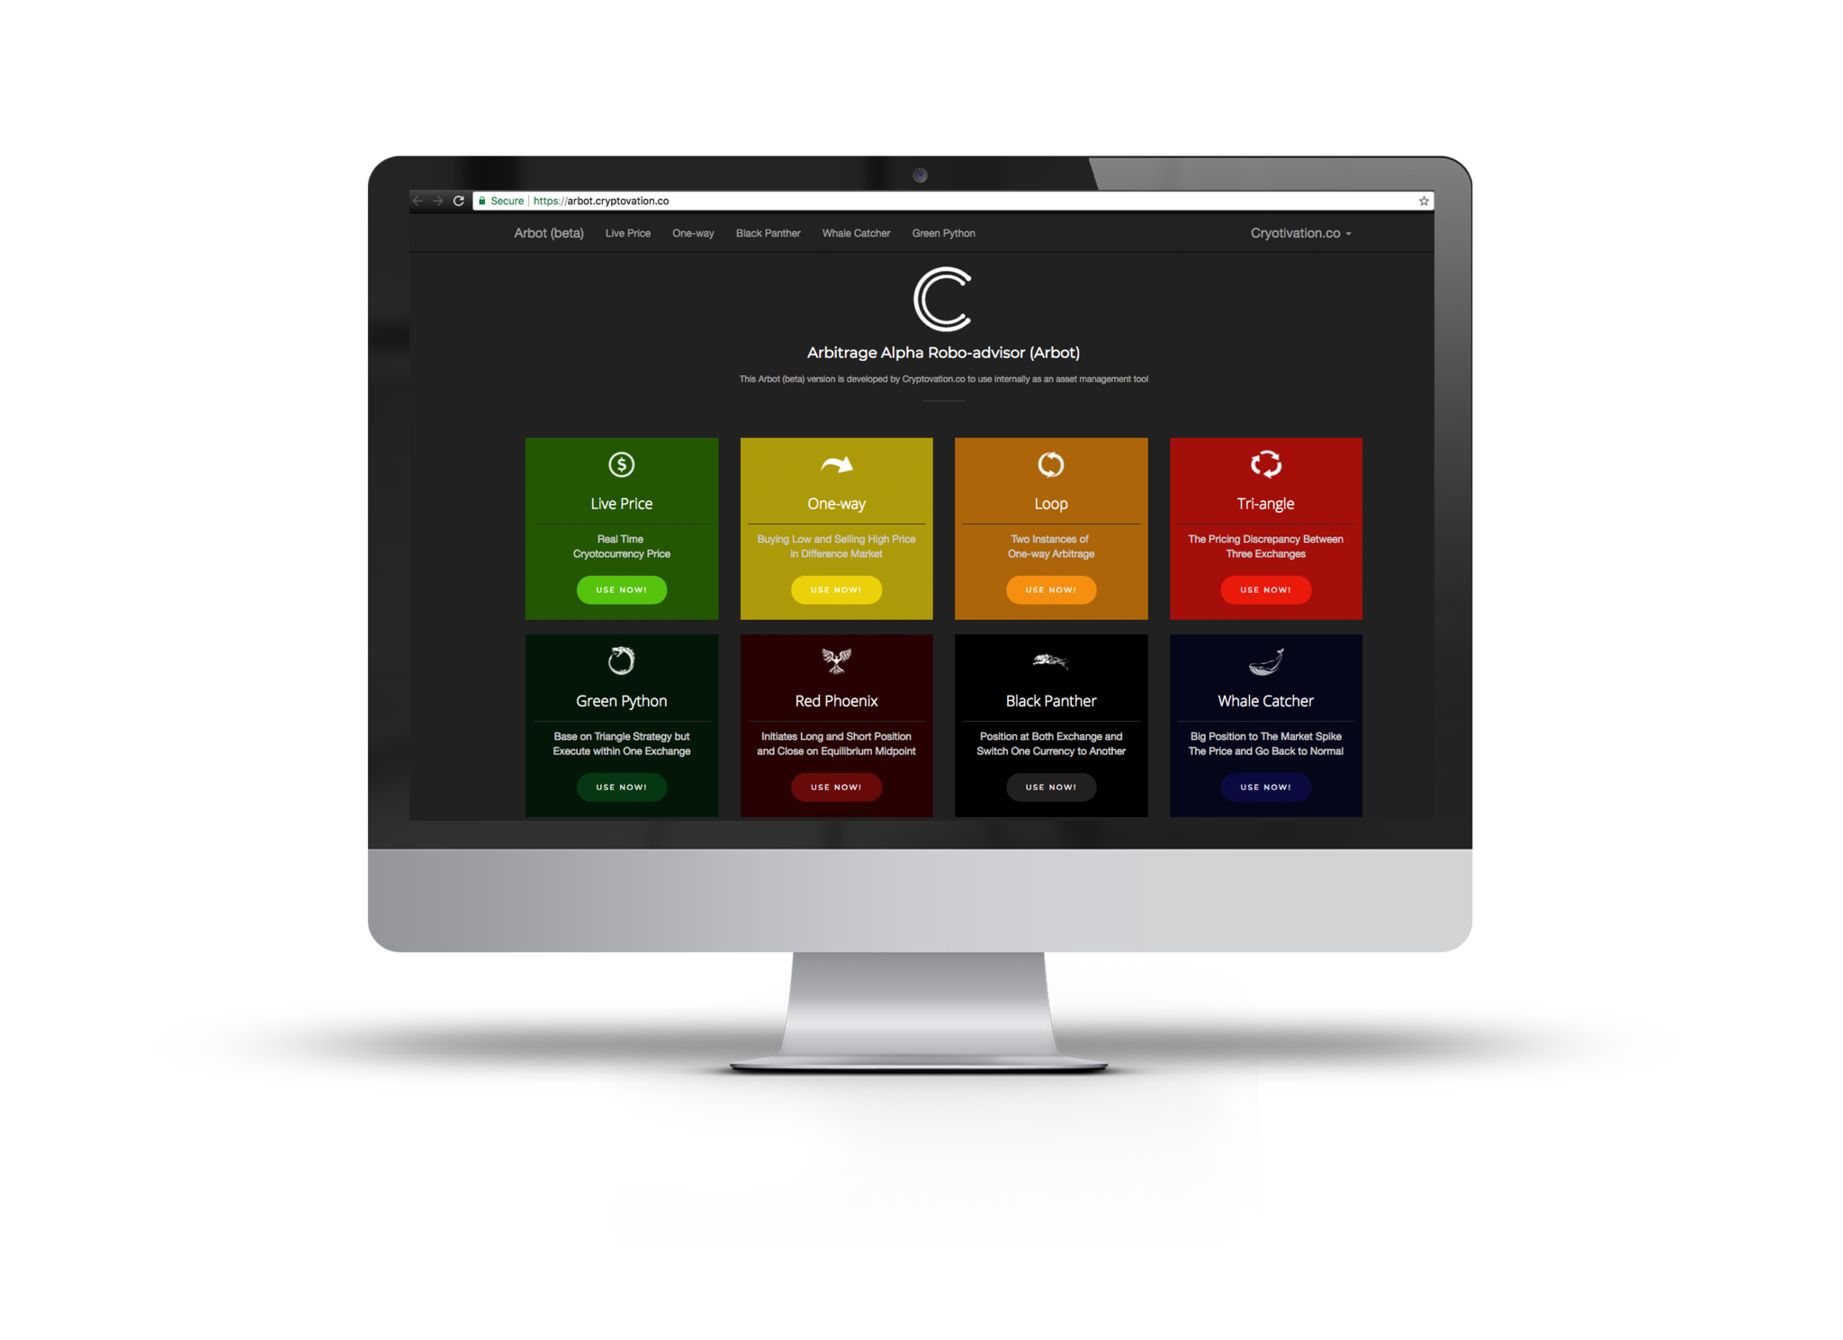 Secure | https://arbot.cryptovation.co
Arbot (beta) Live Price One-way Black Panther Whale Catcher Green Python Cryotivation.co
Arbitrage Alpha Robo-advisor (Arbot)
This Arbot (beta) version is developed by Cryptovation.co to use internally as an asset management tool
Live Price
Real Time
Cryotocurrency Price
USE NOW!
One-way
Buying Low and Selling High Price
in Difference Market
USE NOW!
Loop
Two Instances of
One-way Arbitrage
USE NOW!
Tri-angle
The Pricing Discrepancy Between
Three Exchanges
USE NOW!
Green Python
Base on Triangle Strategy but
Execute within One Exchange
USE NOW!
Red Phoenix
Initiates Long and Short Position
and Close on Equilibrium Midpoint
USE NOW!
Black Panther
Position at Both Exchange and
Switch One Currency to Another
USE NOW!
Whale Catcher
Big Position to The Market Spike
The Price and Go Back to Normal
USE NOW!